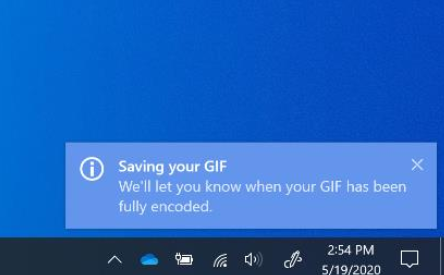 Saving your GIF
We'll let you know when your GIF has been
fully encoded.
2:54 PM
5/19/2020